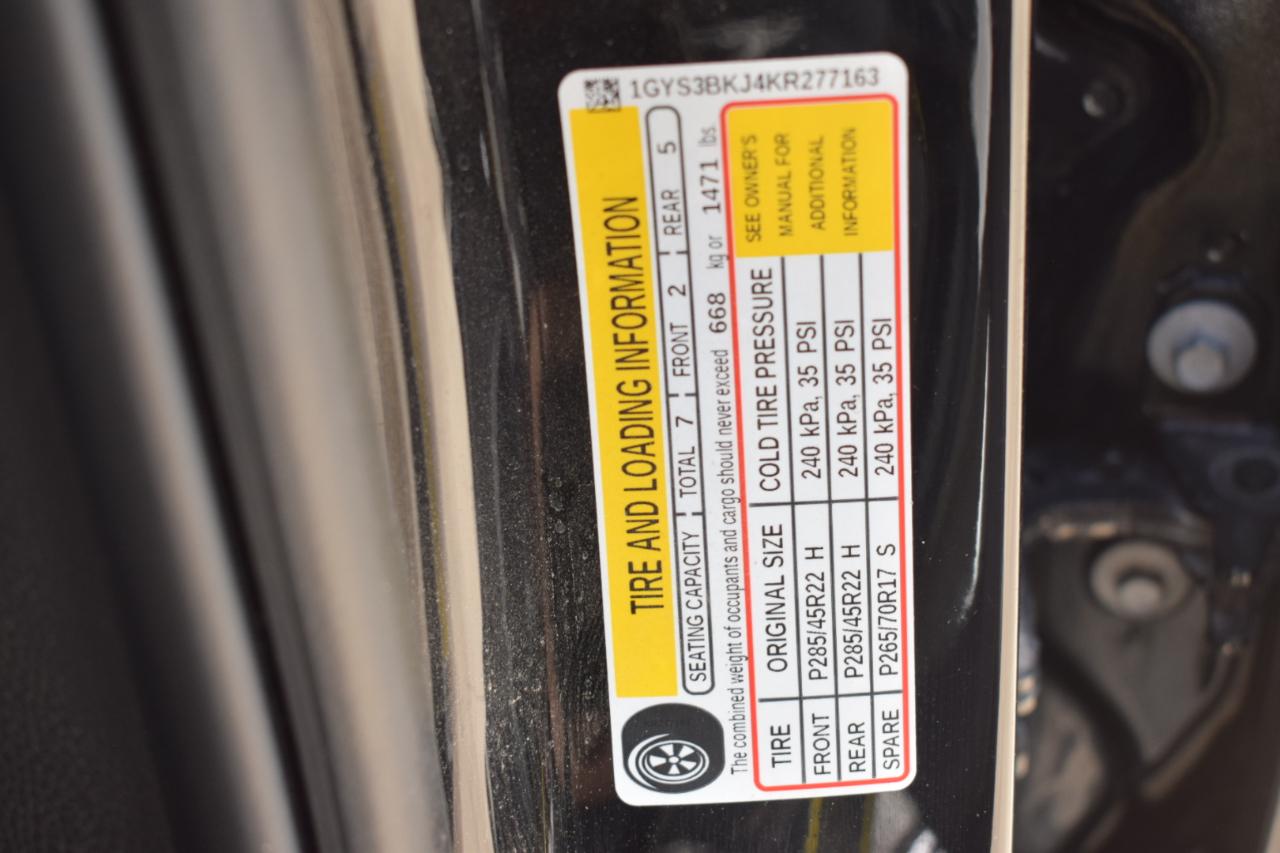 1GYS3BKJ4KR277163
TIRE AND LOADING INFORMATION
SEATING CAPACITY TOTAL 7 FRONT 2 REAR 5
The combined weight of occupants and cargo should never exceed 668 kg or 1471 lbs
TIRE ORIGINAL SIZE COLD TIRE PRESSURE
FRONT P285/45R22 H 240 kPa, 35 PSI
REAR P285/45R22 H 240 kPa, 35 PSI
SPARE P265/70R17 S 240 kPa, 35 PSI
SEE OWNER'S
MANUAL FOR
ADDITIONAL
INFORMATION